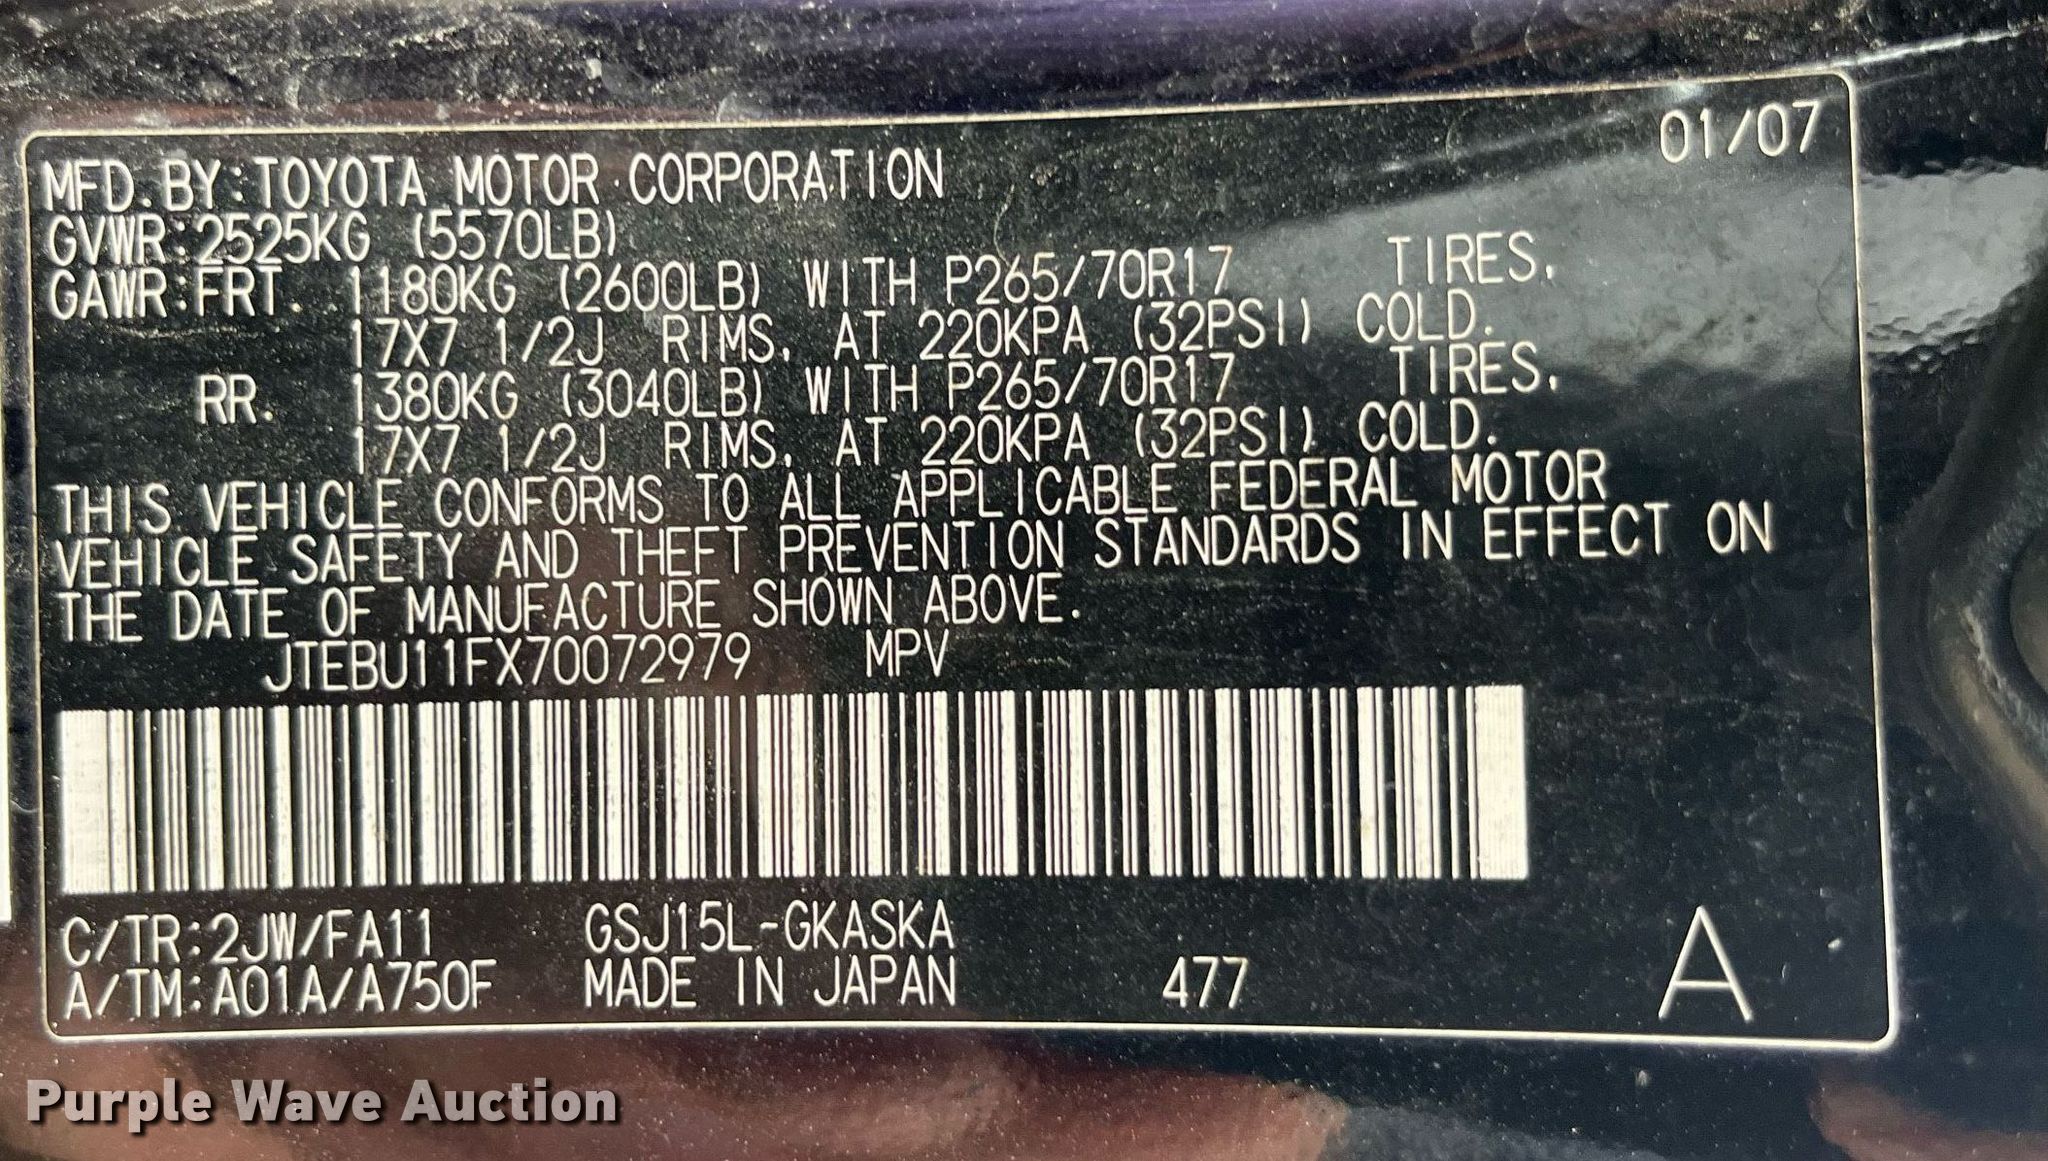 01/07
MFD. BY: TOYOTA MOTOR CORPORATION
GVWR: 2525KG (5570LB)
GAWR: FRT. 1180KG (2600LB) WITH P265/70R17 TIRES,
17X7 1/2J RIMS, AT 220KPA (32PSI) COLD.
RR. 1380KG (3040LB) WITH P265/70R17 TIRES,
17X7 1/2J RIMS, AT 220KPA (32PSI) COLD.
THIS VEHICLE CONFORMS TO ALL APPLICABLE FEDERAL MOTOR
VEHICLE SAFETY AND THEFT PREVENTION STANDARDS IN EFFECT ON
THE DATE OF MANUFACTURE SHOWN ABOVE.
JTEBU11FX70072979 MPV
C/TR: 2JW/FA11 GSJ15L-GKASKA
A/TM: A01A/A750F MADE IN JAPAN 477 A
Purple Wave Auction